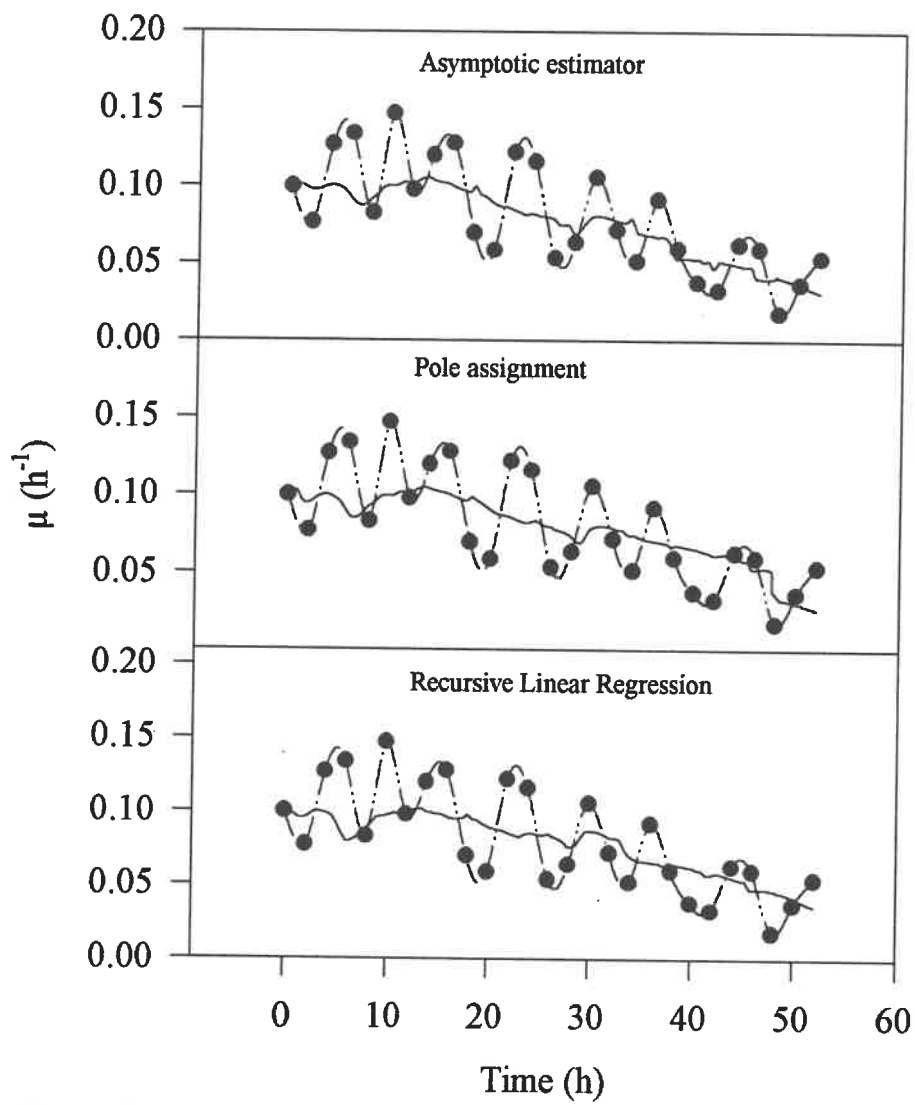 0.20
Asymptotic estimator
0.15
0.10
0.05
0.00
Pole assignment
0.15
0.10
0.05
μ (h⁻¹)
0.20
Recursive Linear Regression
0.15
0.10
0.05
0.00
0 10 20 30 40 50 60
Time (h)